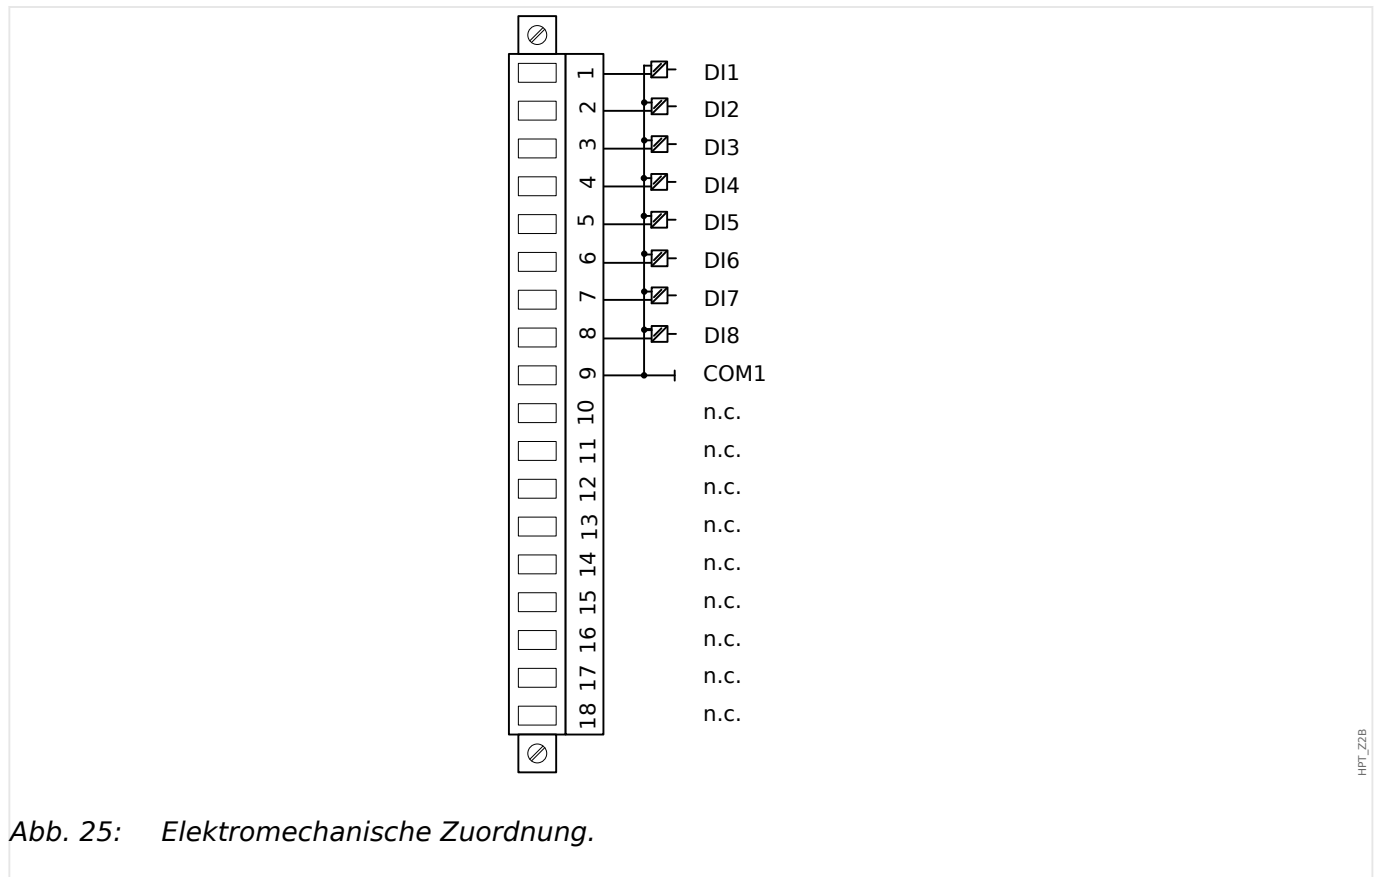 1 DI1
2 DI2
3 DI3
4 DI4
5 DI5
6 DI6
7 DI7
8 DI8
9 COM1
10 n.c.
11 n.c.
12 n.c.
13 n.c.
14 n.c.
15 n.c.
16 n.c.
17 n.c.
18 n.c.
HPT_Z2B
Abb. 25: Elektromechanische Zuordnung.